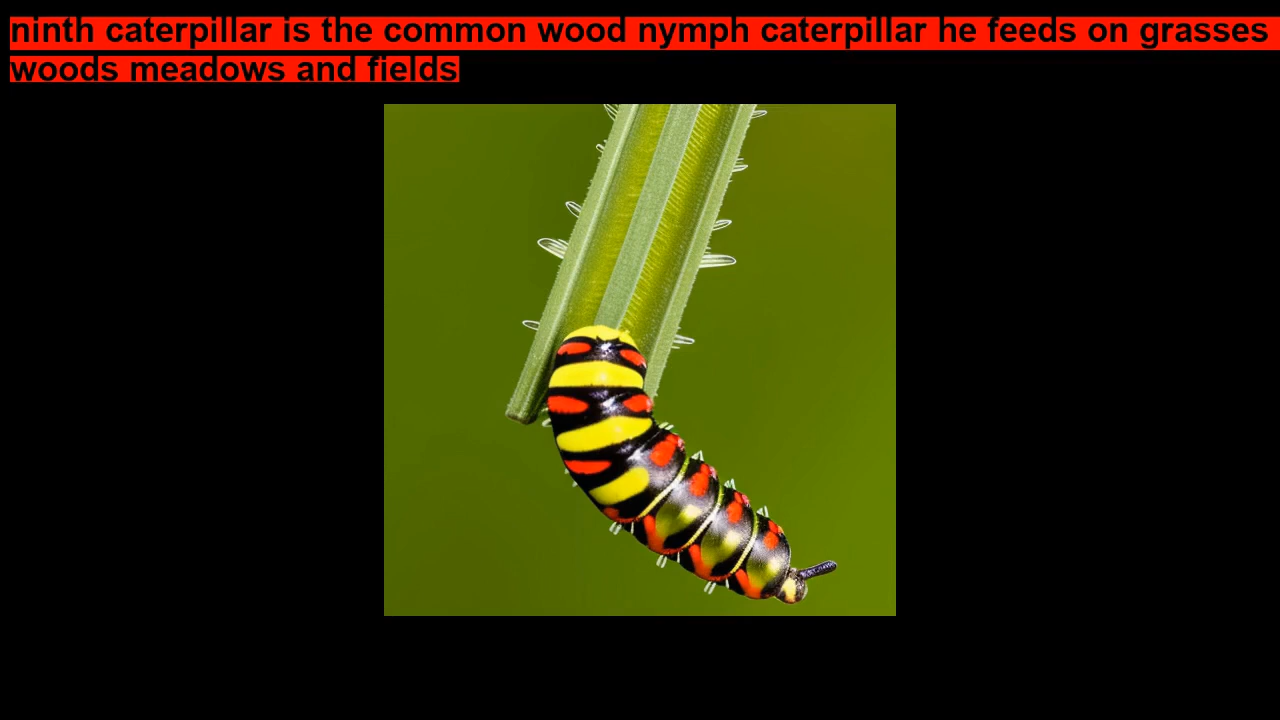 ninth caterpillar is the common wood nymph caterpillar he feeds on grasses
woods meadows and fields